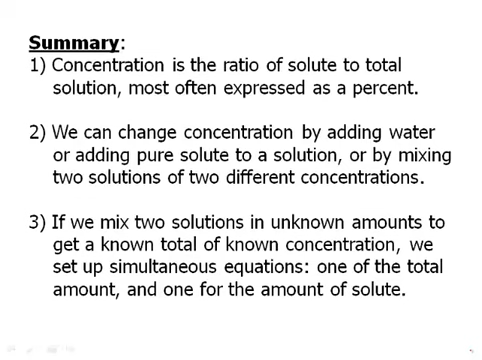 Summary:
1) Concentration is the ratio of solute to total
solution, most often expressed as a percent.
2) We can change concentration by adding water
or adding pure solute to a solution, or by mixing
two solutions of two different concentrations.
3) If we mix two solutions in unknown amounts to
get a known total of known concentration, we
set up simultaneous equations: one of the total
amount, and one for the amount of solute.